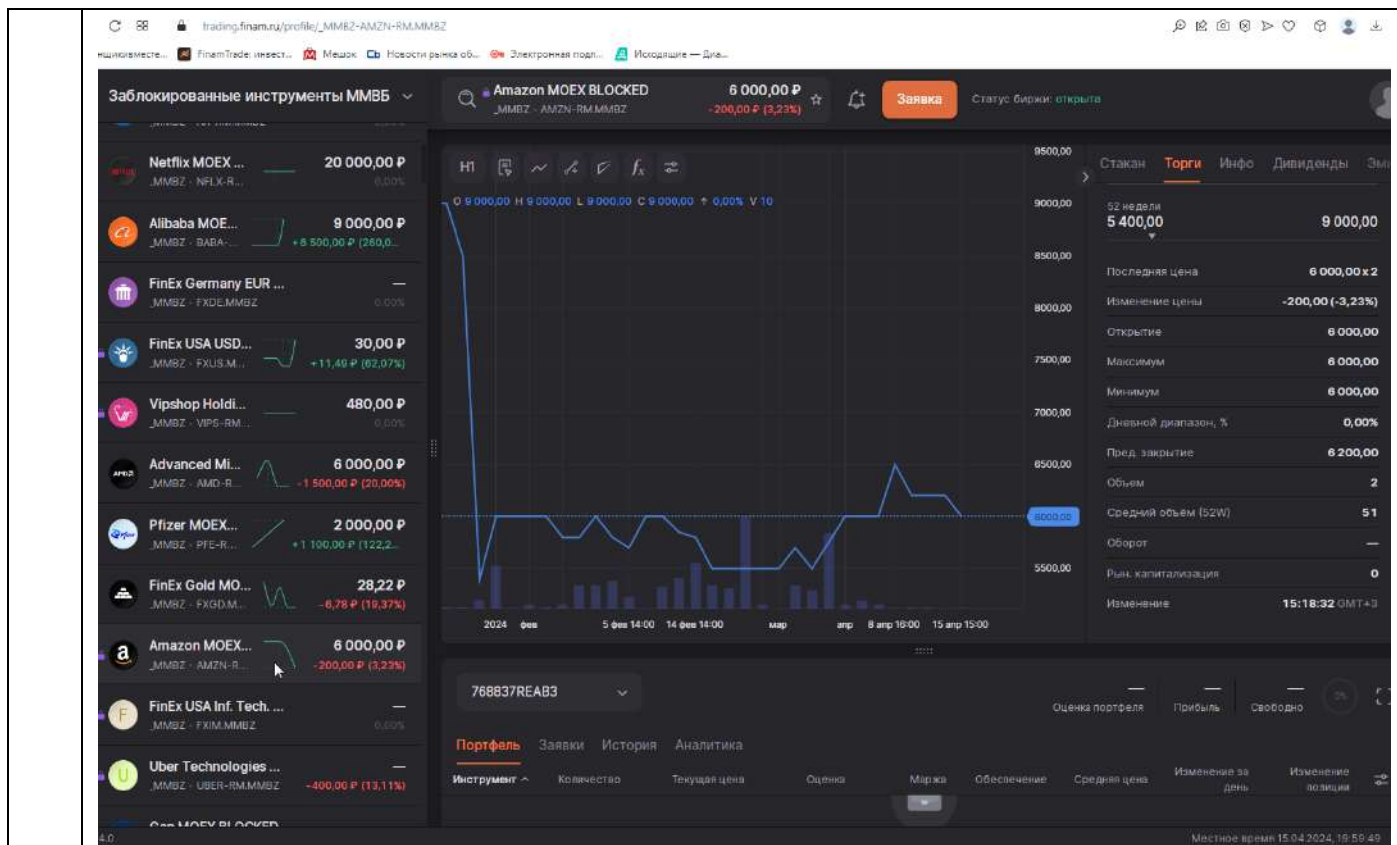 trading.finam.ru/profile/_MMBZ-AMZN-RM.MMBZ
нщикивместе... FinamTrade: инвест... Мешок Новости рынка об... Электронная подп... Исходящие — Диа...
Заблокированные инструменты ММВБ
Netflix MOEX ... 20 000,00 ₽
_MMBZ - NFLX-R... 0,00%
Alibaba MOE... 9 000,00 ₽
_MMBZ - BABA-... +6 500,00 ₽ (260,0...
FinEx Germany EUR ... —
_MMBZ - FXDE.MMBZ 0,00%
FinEx USA USD... 30,00 ₽
_MMBZ - FXUS.M... +11,49 ₽ (62,07%)
Vipshop Holdi... 480,00 ₽
_MMBZ - VIPS-RM... 0,00%
Advanced Mi... 6 000,00 ₽
_MMBZ - AMD-R... -1 500,00 ₽ (20,00%)
Pfizer MOEX... 2 000,00 ₽
_MMBZ - PFE-R... +1 100,00 ₽ (122,2...
FinEx Gold MO... 28,22 ₽
_MMBZ - FXGD.M... -6,78 ₽ (19,37%)
Amazon MOEX... 6 000,00 ₽
_MMBZ - AMZN-R... -200,00 ₽ (3,23%)
FinEx USA Inf. Tech. ... —
_MMBZ - FXIM.MMBZ 0,00%
Uber Technologies ... —
_MMBZ - UBER-RM.MMBZ -400,00 ₽ (13,11%)
4.0
Amazon MOEX BLOCKED 6 000,00 ₽
_MMBZ - AMZN-RM.MMBZ -200,00 ₽ (3,23%)
Заявка
Статус биржи: открыта
H1
O 9 000,00 H 9 000,00 L 9 000,00 C 9 000,00 ↑ 0,00% V 10
9500,00
9000,00
8500,00
8000,00
7500,00
7000,00
6500,00
6000,00
5500,00
2024 фев 5 фев 14:00 14 фев 14:00 мар апр 8 апр 16:00 15 апр 15:00
Стакан Торги Инфо Дивиденды
52 недели
5 400,00 9 000,00
Последняя цена 6 000,00 x 2
Изменение цены -200,00 (-3,23%)
Открытие 6 000,00
Максимум 6 000,00
Минимум 6 000,00
Дневной диапазон, % 0,00%
Пред. закрытие 6 200,00
Объем 2
Средний объем (52W) 51
Оборот —
Рын. капитализация 0
Изменение 15:18:32 GMT+3
768837REAB3
Оценка портфеля Прибыль Свободно
Портфель Заявки История Аналитика
Инструмент Количество Текущая цена Оценка Маржа Обеспечение Средняя цена Изменение за день Изменение позиции
Местное время 15.04.2024, 19:59:49